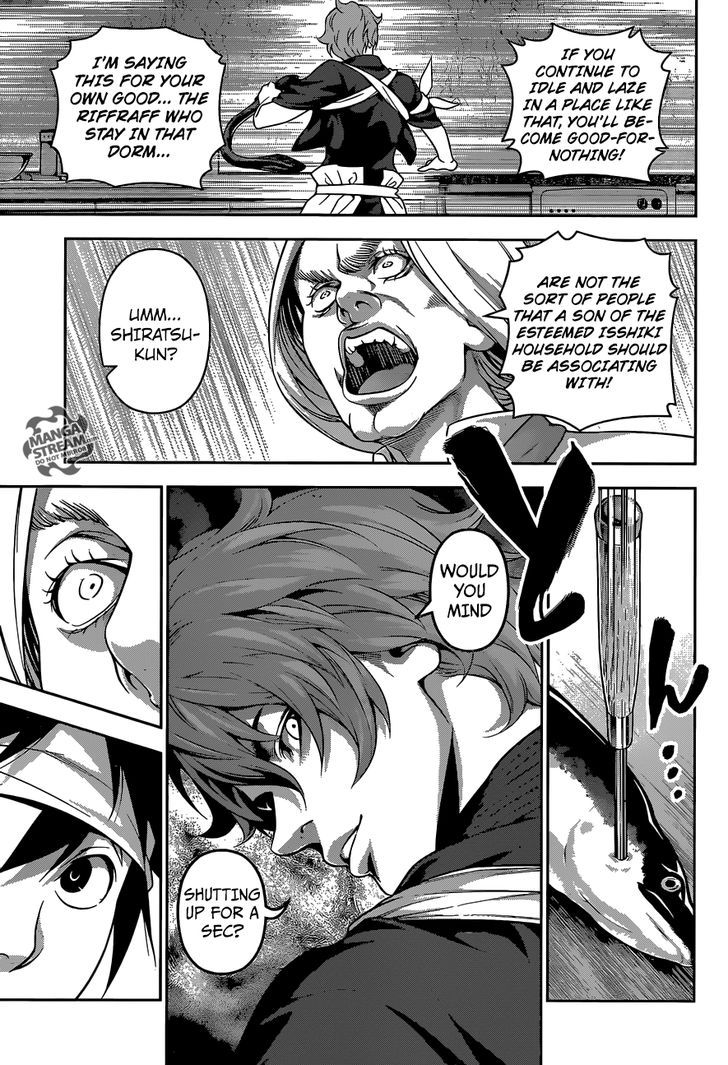 IF YOU
CONTINUE TO
IDLE AND LAZE
IN A PLACE LIKE
THAT, YOU'LL BE-
COME GOOD-FOR-
NOTHING!
I'M SAYING
THIS FOR YOUR
OWN GOOD... THE
RIFFRAFF WHO
STAY IN THAT
DORM...
ARE NOT THE
SORT OF PEOPLE
THAT A SON OF THE
ESTEEMED ISSHIKI
HOUSEHOLD SHOULD
BE ASSOCIATING
WITH!
UMM...
SHIRATSU-
KUN?
MANGA
STREAM
DO NOT MIRROR
とん…
WOULD
YOU
MIND
SHUTTING
UP FOR A
SEC?